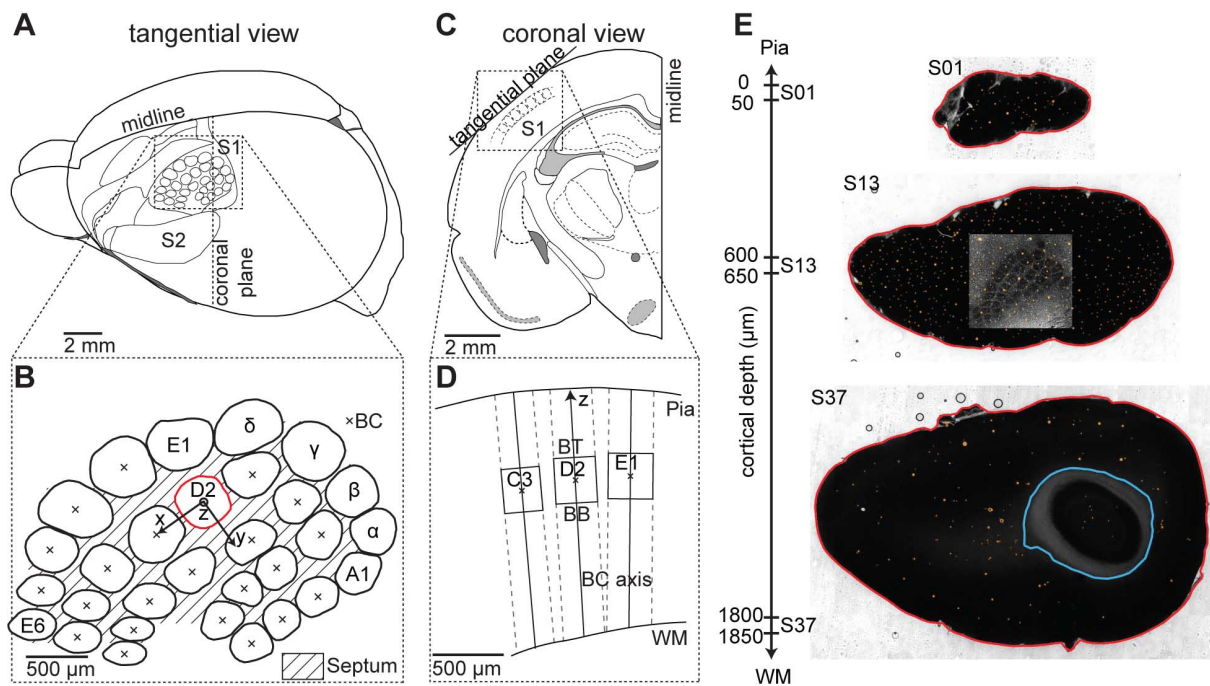 A
tangential view
midline
S1
S2
coronal
plane
2 mm
B
E1
δ
×BC
γ
D2
β
z
x
y
α
A1
E6
500 µm
Septum
C
coronal view
tangential plane
S1
midline
2 mm
D
z
Pia
BT
C3
D2
E1
BB
BC axis
WM
500 µm
E
Pia
0
50
S01
S01
S13
600
650
S13
cortical depth (µm)
S37
1800
1850
S37
WM